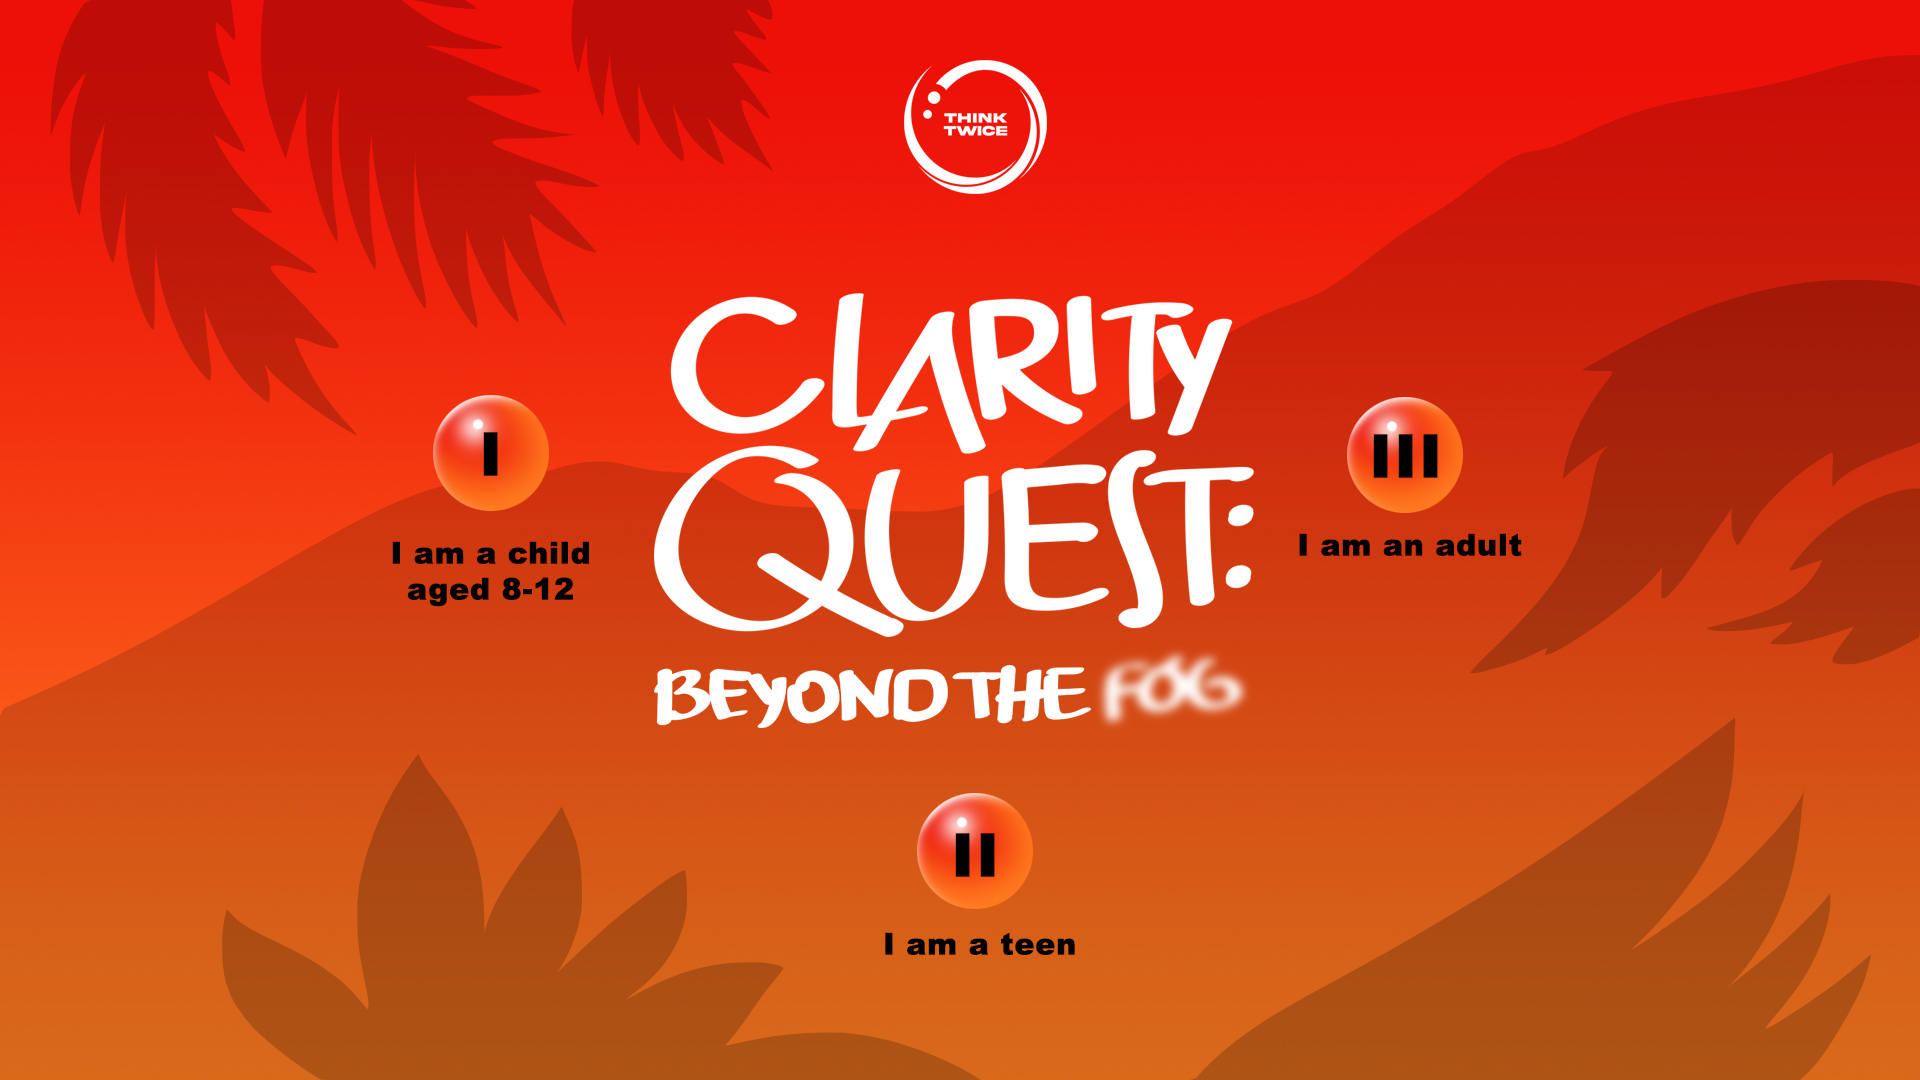 THINK
TWICE
CLARITY
QUEST:
BEYOND THE FOG
I
I am a child
aged 8-12
III
I am an adult
II
I am a teen